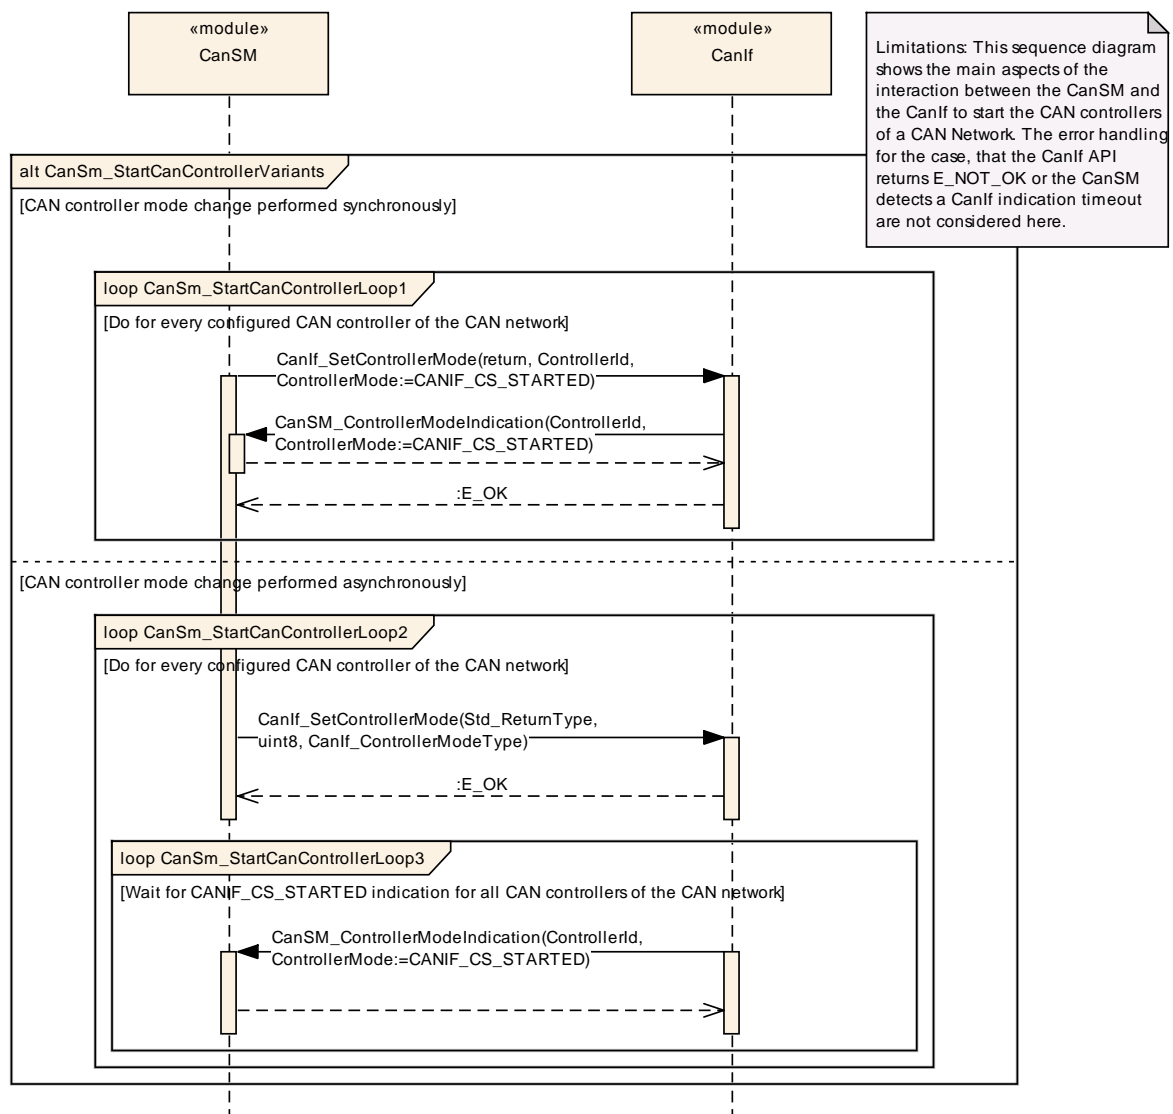 «module»
CanSM
«module»
CanIf
Limitations: This sequence diagram
shows the main aspects of the
interaction between the CanSM and
the CanIf to start the CAN controllers
of a CAN Network. The error handling
for the case, that the CanIf API
returns E_NOT_OK or the CanSM
detects a CanIf indication timeout
are not considered here.
alt CanSm_StartCanControllerVariants
[CAN controller mode change performed synchronously]
loop CanSm_StartCanControllerLoop1
[Do for every configured CAN controller of the CAN network]
CanIf_SetControllerMode(return, ControllerId,
ControllerMode:=CANIF_CS_STARTED)
CanSM_ControllerModeIndication(ControllerId,
ControllerMode:=CANIF_CS_STARTED)
:E_OK
[CAN controller mode change performed asynchronously]
loop CanSm_StartCanControllerLoop2
[Do for every configured CAN controller of the CAN network]
CanIf_SetControllerMode(Std_ReturnType,
uint8, CanIf_ControllerModeType)
:E_OK
loop CanSm_StartCanControllerLoop3
[Wait for CANIF_CS_STARTED indication for all CAN controllers of the CAN network]
CanSM_ControllerModeIndication(ControllerId,
ControllerMode:=CANIF_CS_STARTED)